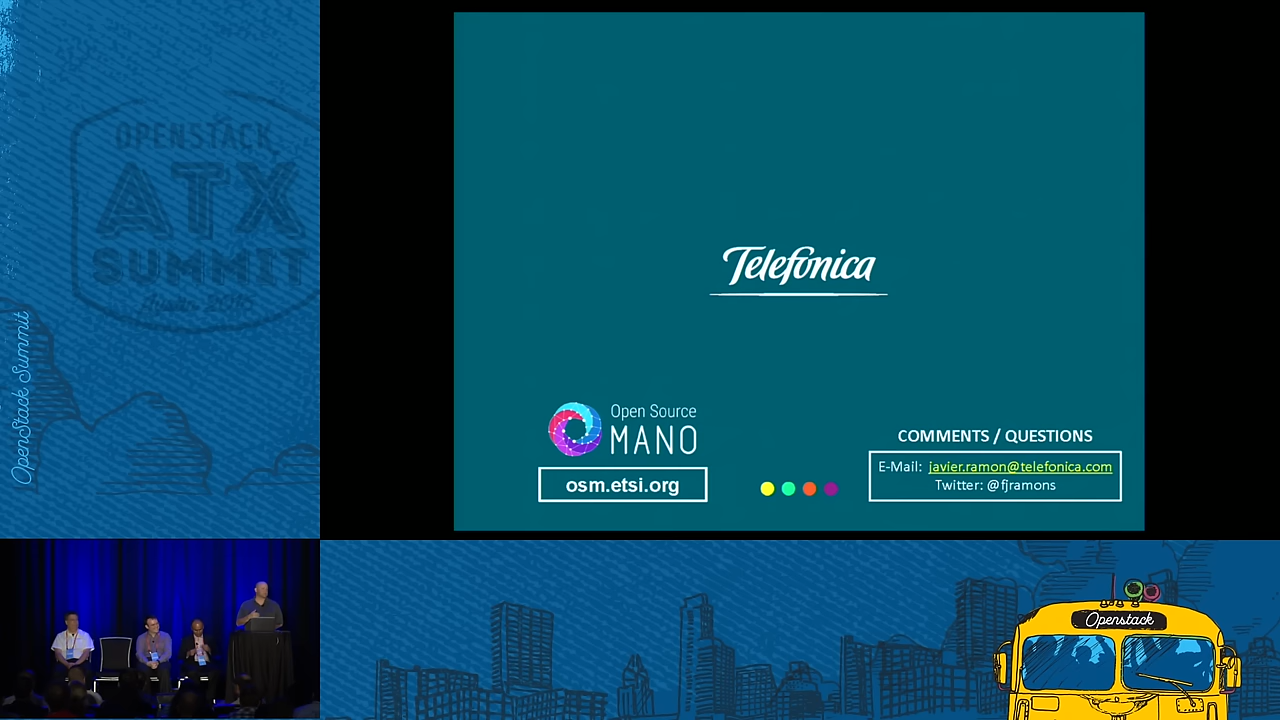 OPENSTACK
ATX
SUMMIT
Austin 2016
OpenStack Summit
Telefónica
Open Source
MANO
osm.etsi.org
COMMENTS / QUESTIONS
E-Mail: javier.ramon@telefonica.com
Twitter: @fjramons
Openstack